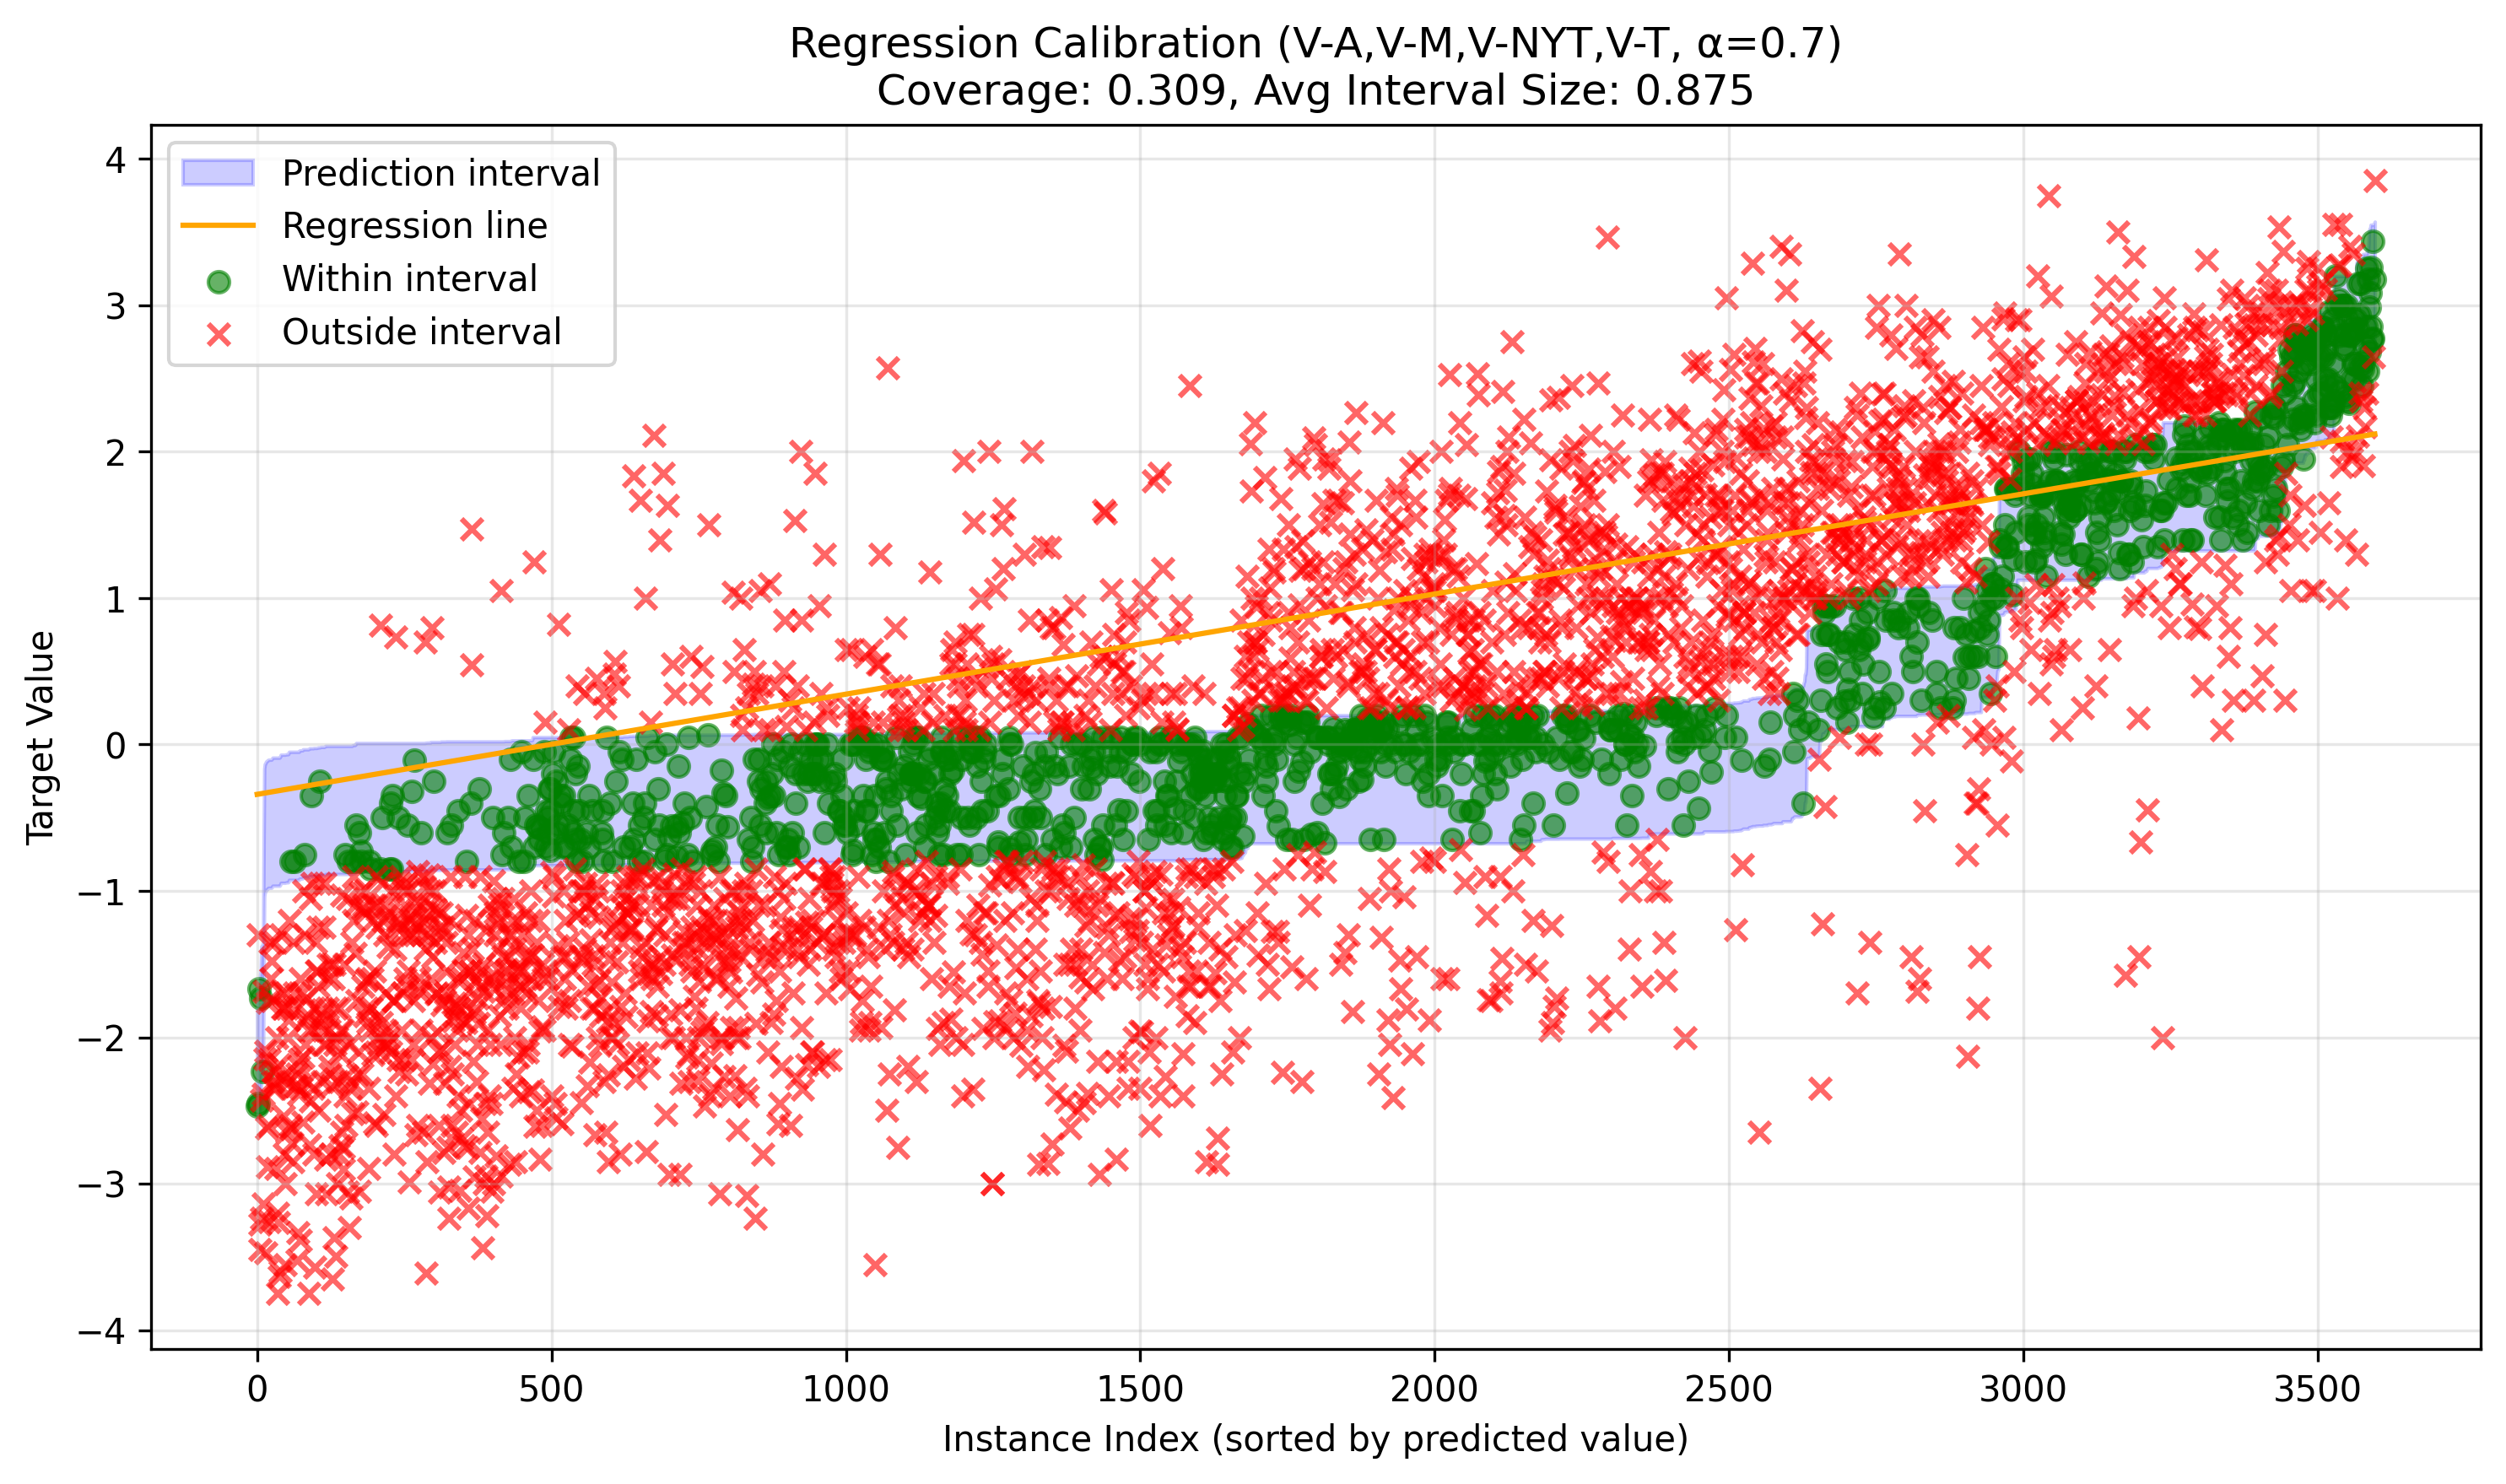 Regression Calibration (V-A,V-M,V-NYT,V-T, α=0.7)
Coverage: 0.309, Avg Interval Size: 0.875
Prediction interval
Regression line
Within interval
Outside interval
4
3
2
1
0
−1
−2
−3
−4
Target Value
0
500
1000
1500
2000
2500
3000
3500
Instance Index (sorted by predicted value)